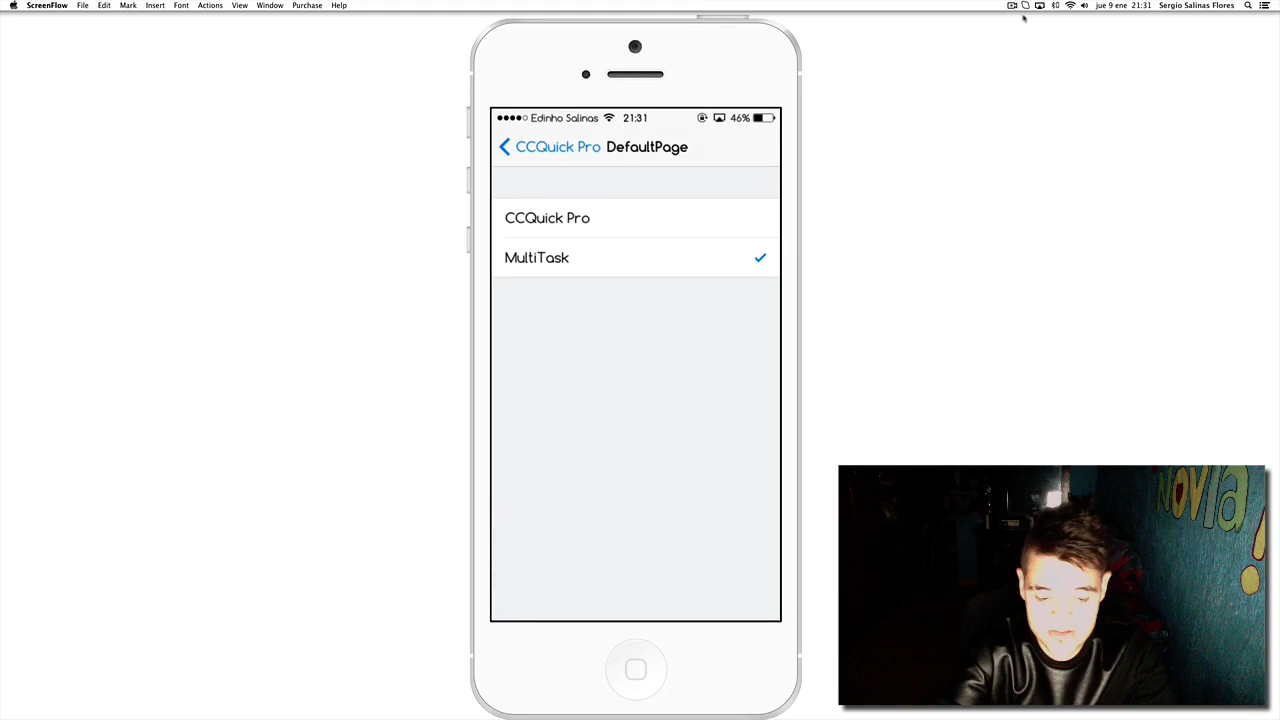 ScreenFlow File Edit Mark Insert Font Actions View Window Purchase Help jue 9 ene 21:31 Sergio Salinas Flores
Edinho Salinas 21:31 46%
CCQuick Pro DefaultPage
CCQuick Pro
MultiTask
NoVIa!